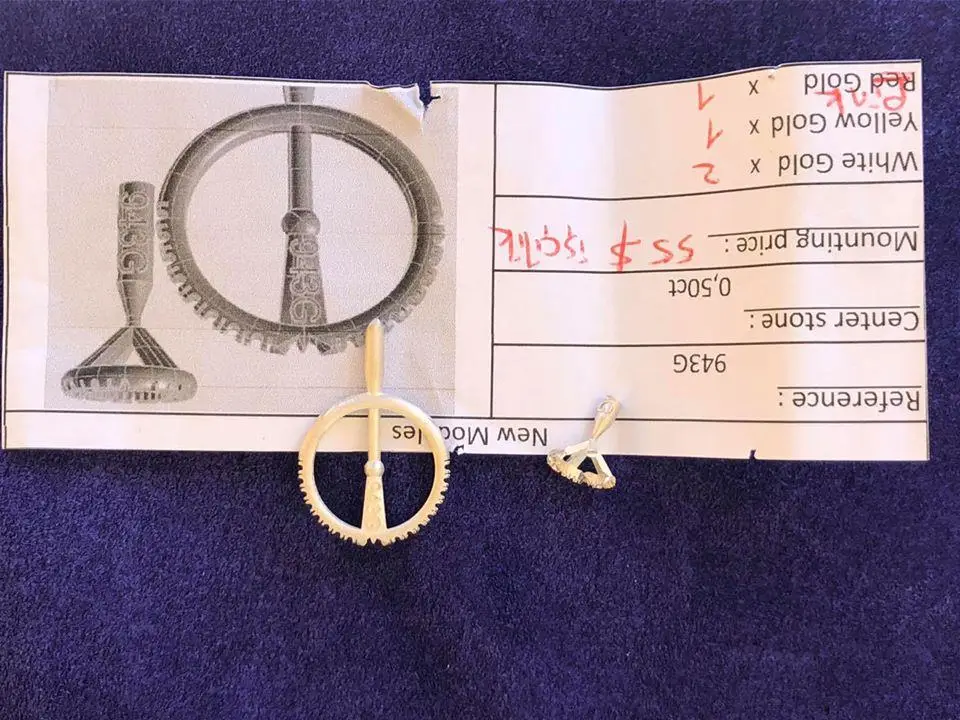 New
Reference :
943G
Center stone :
0,50ct
Mounting price : 55 $ işçilik
White Gold x 2
Yellow Gold x 1
Pink
Red Gold x 1
943G
943G